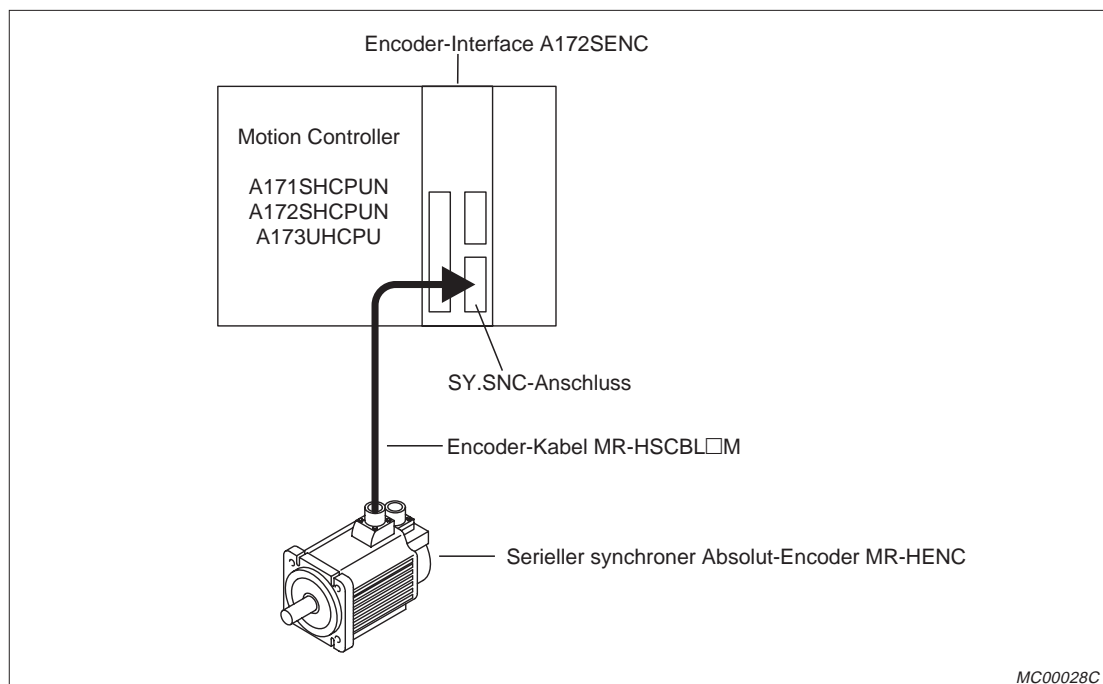 Encoder-Interface A172SENC
Motion Controller
A171SHCPUN
A172SHCPUN
A173UHCPU
SY.SNC-Anschluss
Encoder-Kabel MR-HSCBL□M
Serieller synchroner Absolut-Encoder MR-HENC
MC00028C